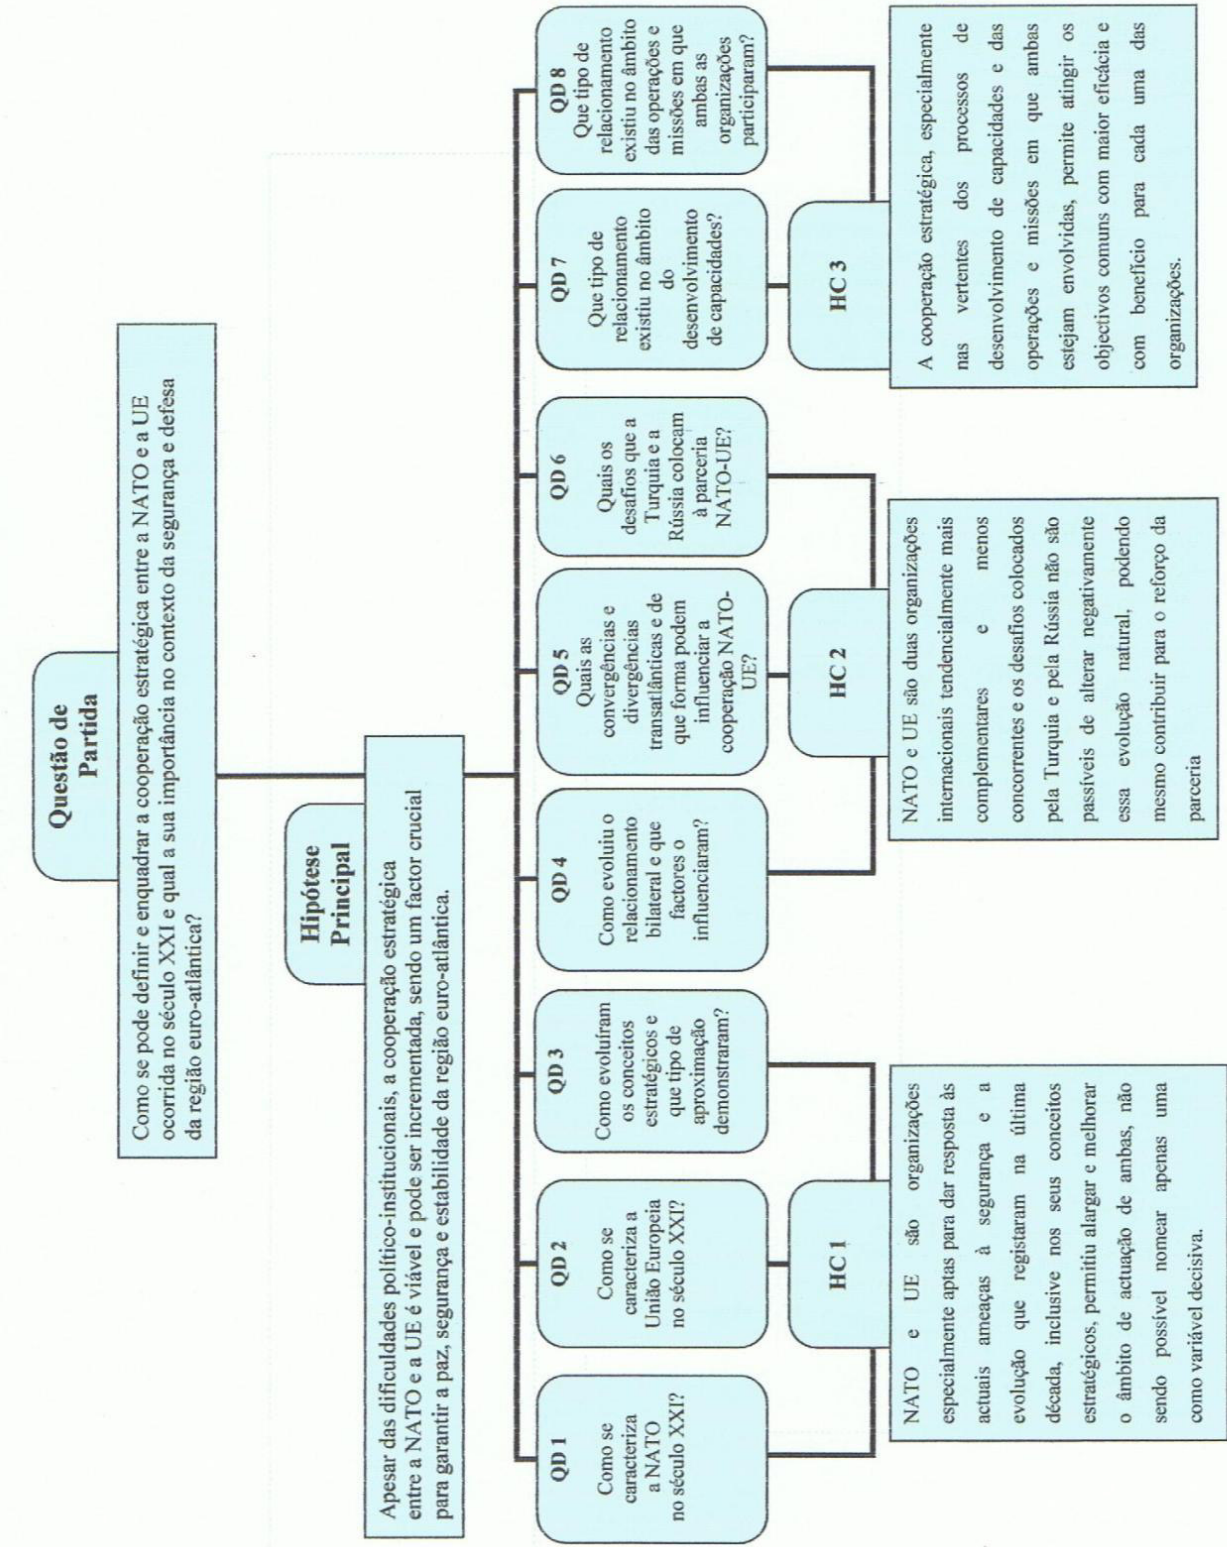 Questão de
Partida
Como se pode definir e enquadrar a cooperação estratégica entre a NATO e a UE
ocorrida no século XXI e qual a sua importância no contexto da segurança e defesa
da região euro-atlântica?
Hipótese
Principal
Apesar das dificuldades político-institucionais, a cooperação estratégica
entre a NATO e a UE é viável e pode ser incrementada, sendo um factor crucial
para garantir a paz, segurança e estabilidade da região euro-atlântica.
QD 1
Como se
caracteriza
a NATO
no século XXI?
QD 2
Como se
caracteriza a
União Europeia
no século XXI?
QD 3
Como evoluíram
os conceitos
estratégicos e
que tipo de
aproximação
demonstraram?
QD 4
Como evoluiu o
relacionamento
bilateral e que
factores o
influenciaram?
QD 5
Quais as
convergências e
divergências
transatlânticas e de
que forma podem
influenciar a
cooperação NATO-
UE?
QD 6
Quais os
desafios que a
Turquia e a
Rússia colocam
à parceria
NATO-UE?
QD 7
Que tipo de
relacionamento
existiu no âmbito
do
desenvolvimento
de capacidades?
QD 8
Que tipo de
relacionamento
existiu no âmbito
das operações e
missões em que
ambas as
organizações
participaram?
HC 1
NATO e UE são organizações
especialmente aptas para dar resposta às
actuais ameaças à segurança e a
evolução que registaram na última
década, inclusive nos seus conceitos
estratégicos, permitiu alargar e melhorar
o âmbito de actuação de ambas, não
sendo possível nomear apenas uma
como variável decisiva.
HC 2
NATO e UE são duas organizações
internacionais tendencialmente mais
complementares e menos
concorrentes e os desafios colocados
pela Turquia e pela Rússia não são
passíveis de alterar negativamente
essa evolução natural, podendo
mesmo contribuir para o reforço da
parceria
HC 3
A cooperação estratégica, especialmente
nas vertentes dos processos de
desenvolvimento de capacidades e das
operações e missões em que ambas
estejam envolvidas, permite atingir os
objectivos comuns com maior eficácia e
com benefício para cada uma das
organizações.